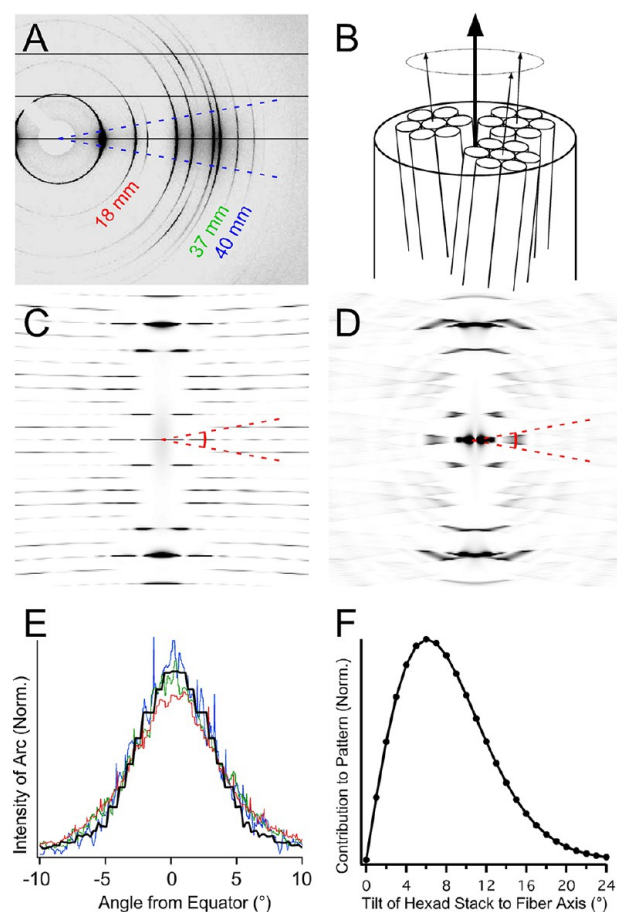 A
B
18 mm
37 mm
40 mm
C
D
E
F
Intensity of Arc (Norm.)
-10
-5
0
5
10
Angle from Equator (°)
Contribution to Pattern (Norm.)
0
4
8
12
16
20
24
Tilt of Hexad Stack to Fiber Axis (°)